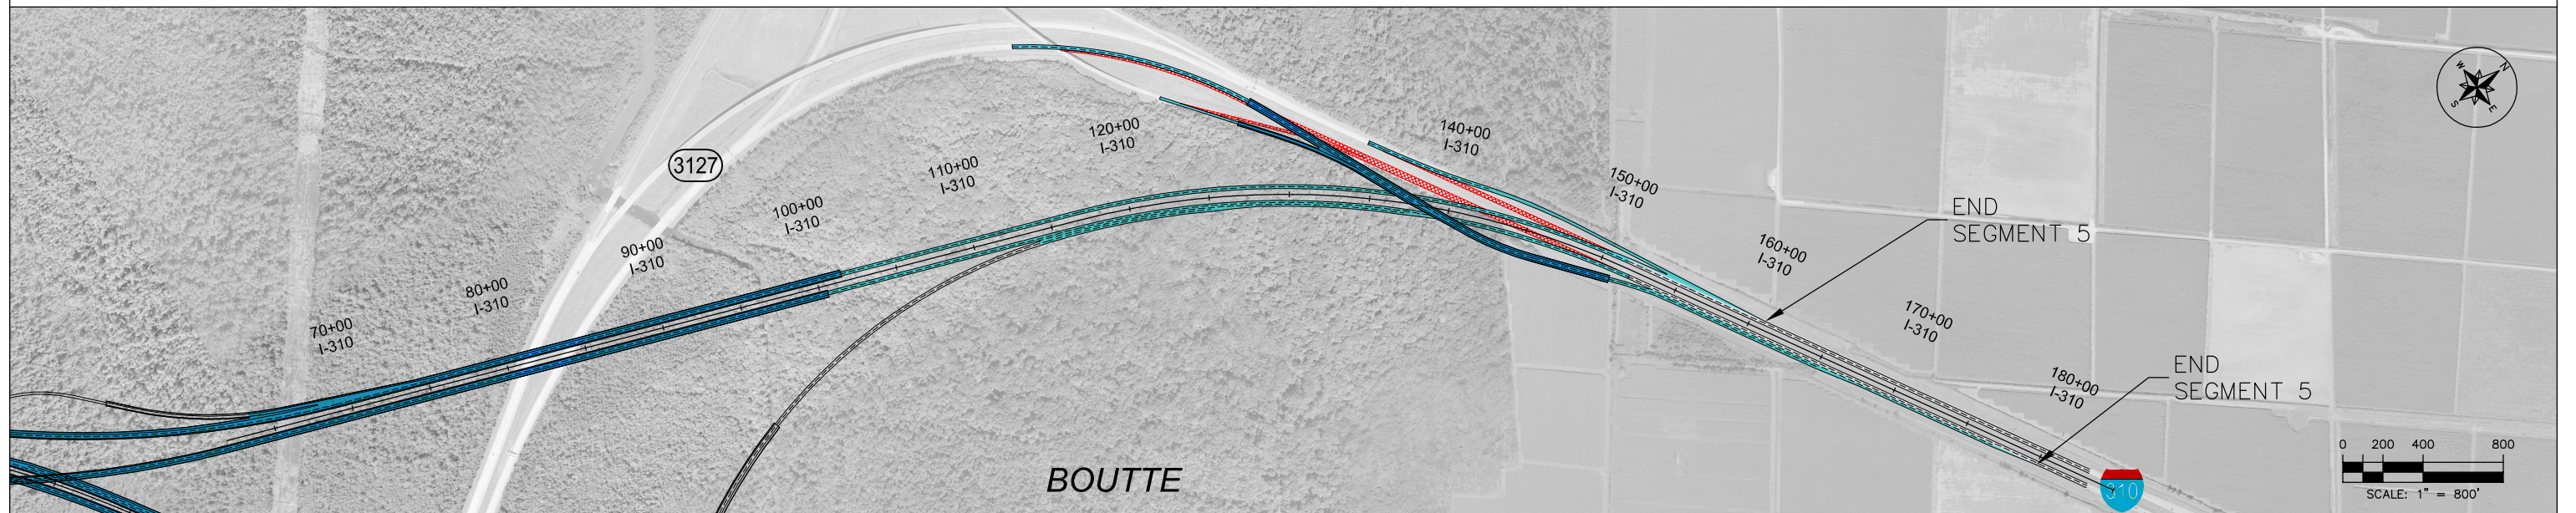 3127
70+00
I-310
80+00
I-310
90+00
I-310
100+00
I-310
110+00
I-310
120+00
I-310
140+00
I-310
150+00
I-310
160+00
I-310
170+00
I-310
180+00
I-310
END
SEGMENT 5
END
SEGMENT 5
BOUTTE
310
W
N
S
E
0 200 400 800
SCALE: 1" = 800'